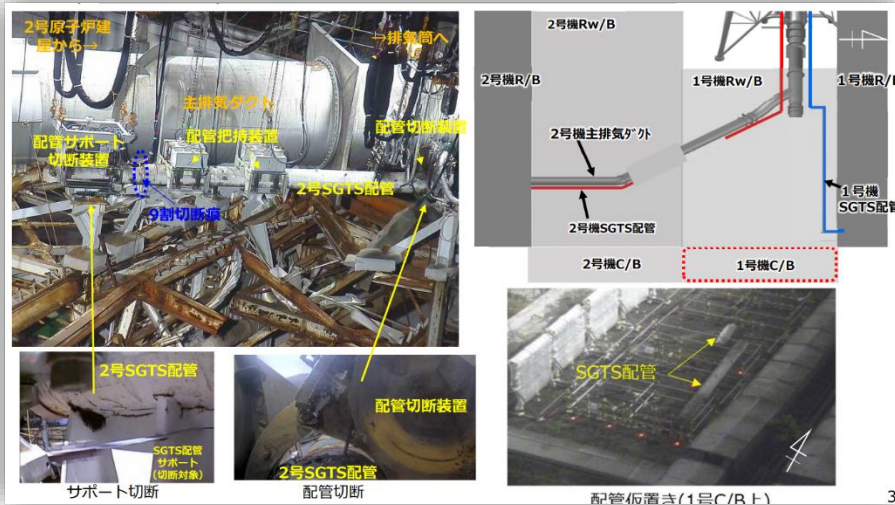 2号原子炉建
屋から→
→排気筒へ
主排気ダクト
配管サポート
切断装置
配管把持装置
配管切断装置
2号SGTS配管
9割切断痕
2号SGTS配管
SGTS配管
サポート
(切断対象)
サポート切断
配管切断装置
2号SGTS配管
配管切断
2号機Rw/B
2号機R/B
1号機Rw/B
1号機R/B
2号機主排気ダクト
2号機SGTS配管
1号機
SGTS配管
2号機C/B
1号機C/B
SGTS配管
配管仮置き(1号C/B上)
3